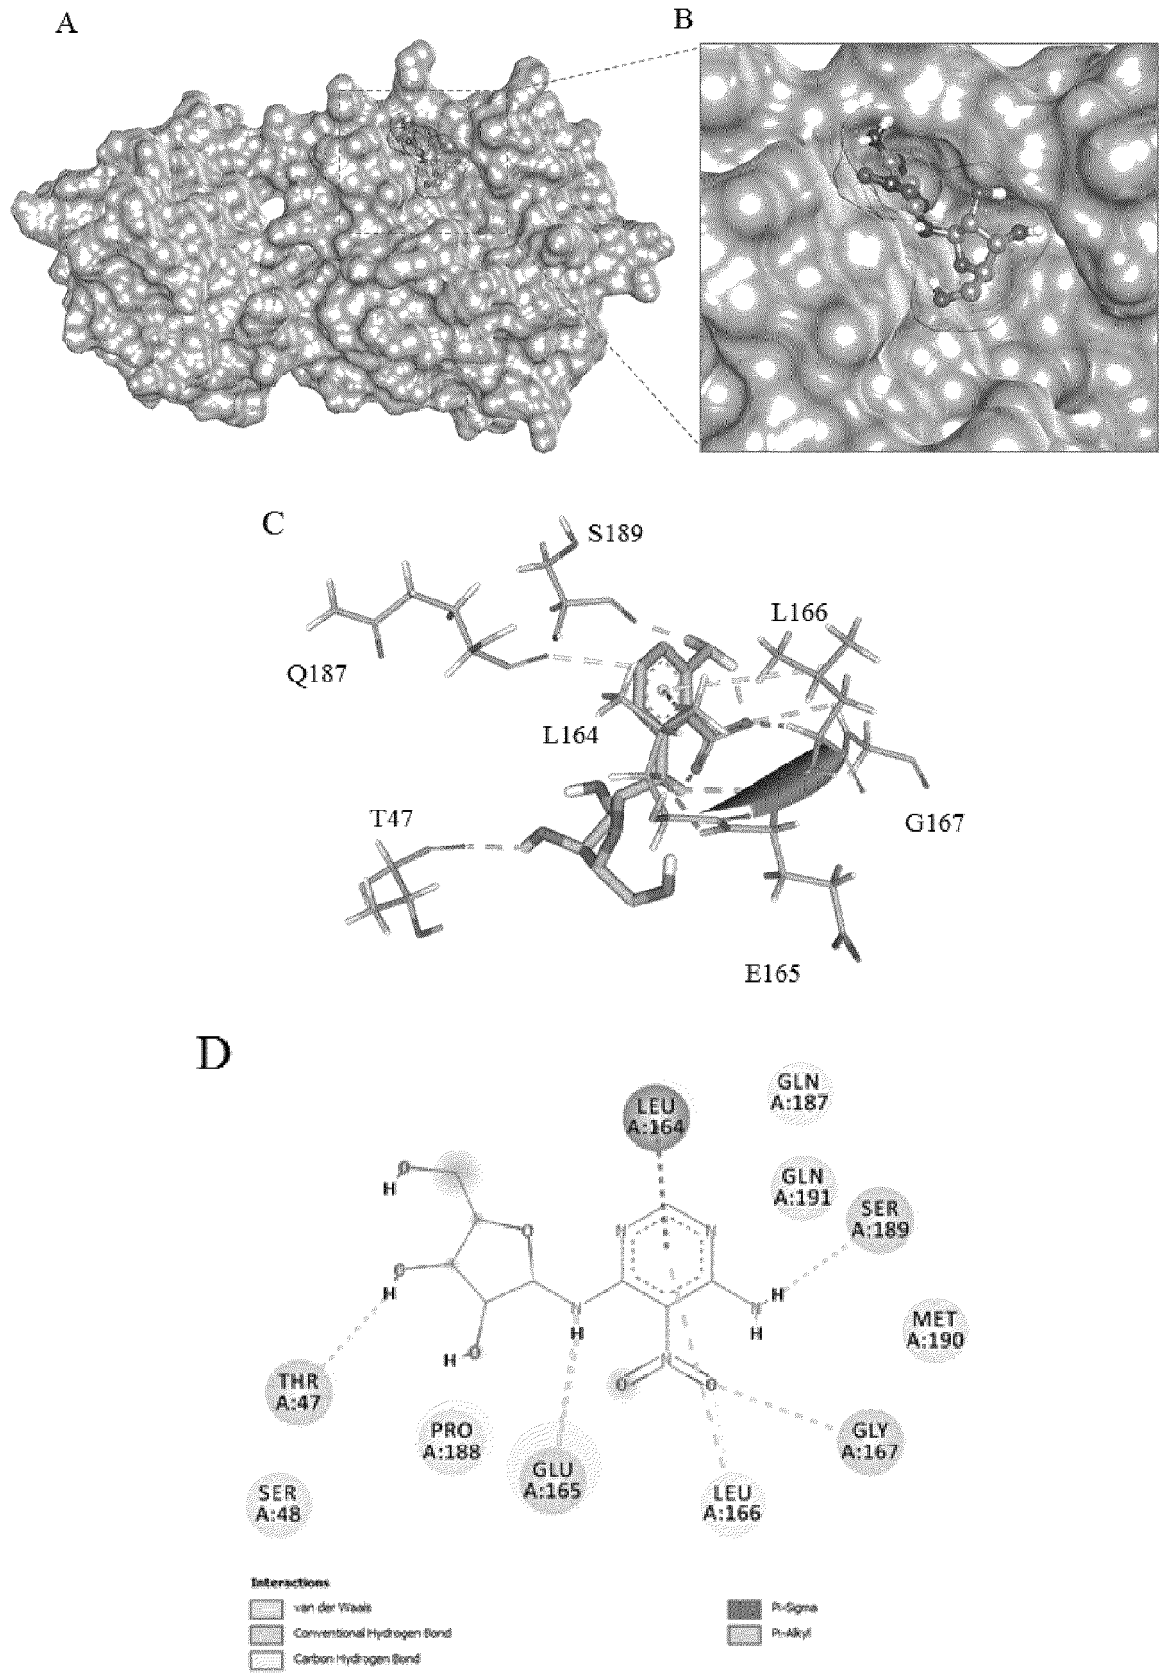 A
B
C
S189
L166
Q187
L164
T47
G167
E165
D
GLN
A:187
LEU
A:164
GLN
A:191
SER
A:189
O
H
N
N
O
O
H
N
H
N
H
MET
A:190
H
O
N
O
O
THR
A:47
PRO
A:188
GLY
A:167
GLU
A:165
SER
A:48
LEU
A:166
Interactions
van der Waals
Conventional Hydrogen Bond
Carbon Hydrogen Bond
Pi-Sigma
Pi-Alkyl